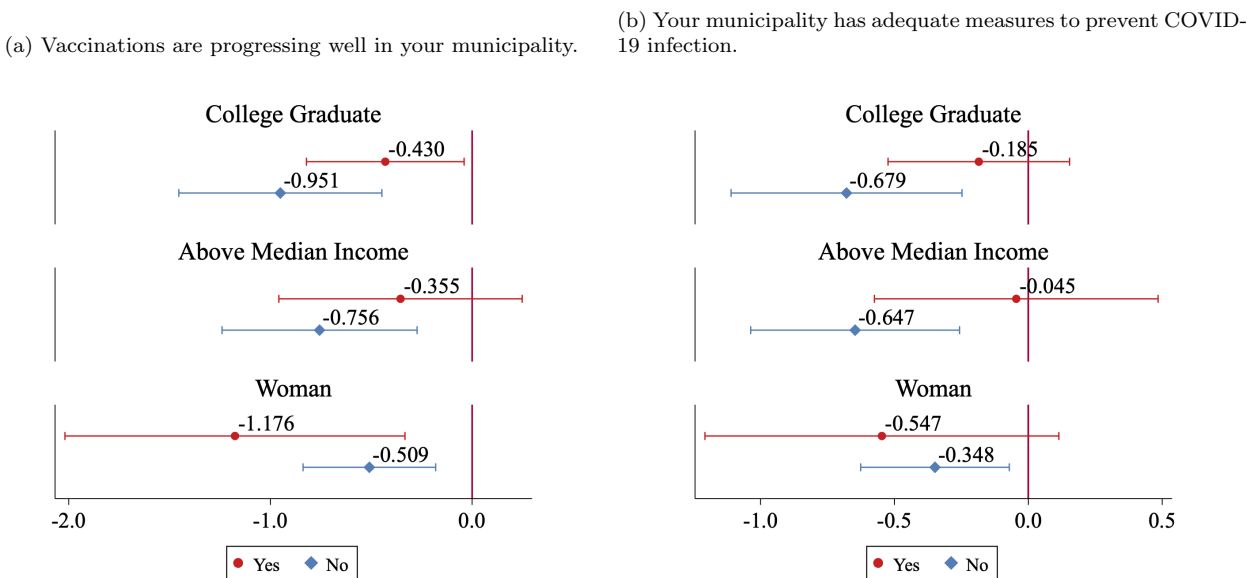 (a) Vaccinations are progressing well in your municipality.
College Graduate
-0.430
-0.951
Above Median Income
-0.355
-0.756
Woman
-1.176
-0.509
-2.0 -1.0 0.0
Yes No
(b) Your municipality has adequate measures to prevent COVID-
19 infection.
College Graduate
-0.185
-0.679
Above Median Income
-0.045
-0.647
Woman
-0.547
-0.348
-1.0 -0.5 0.0 0.5
Yes No